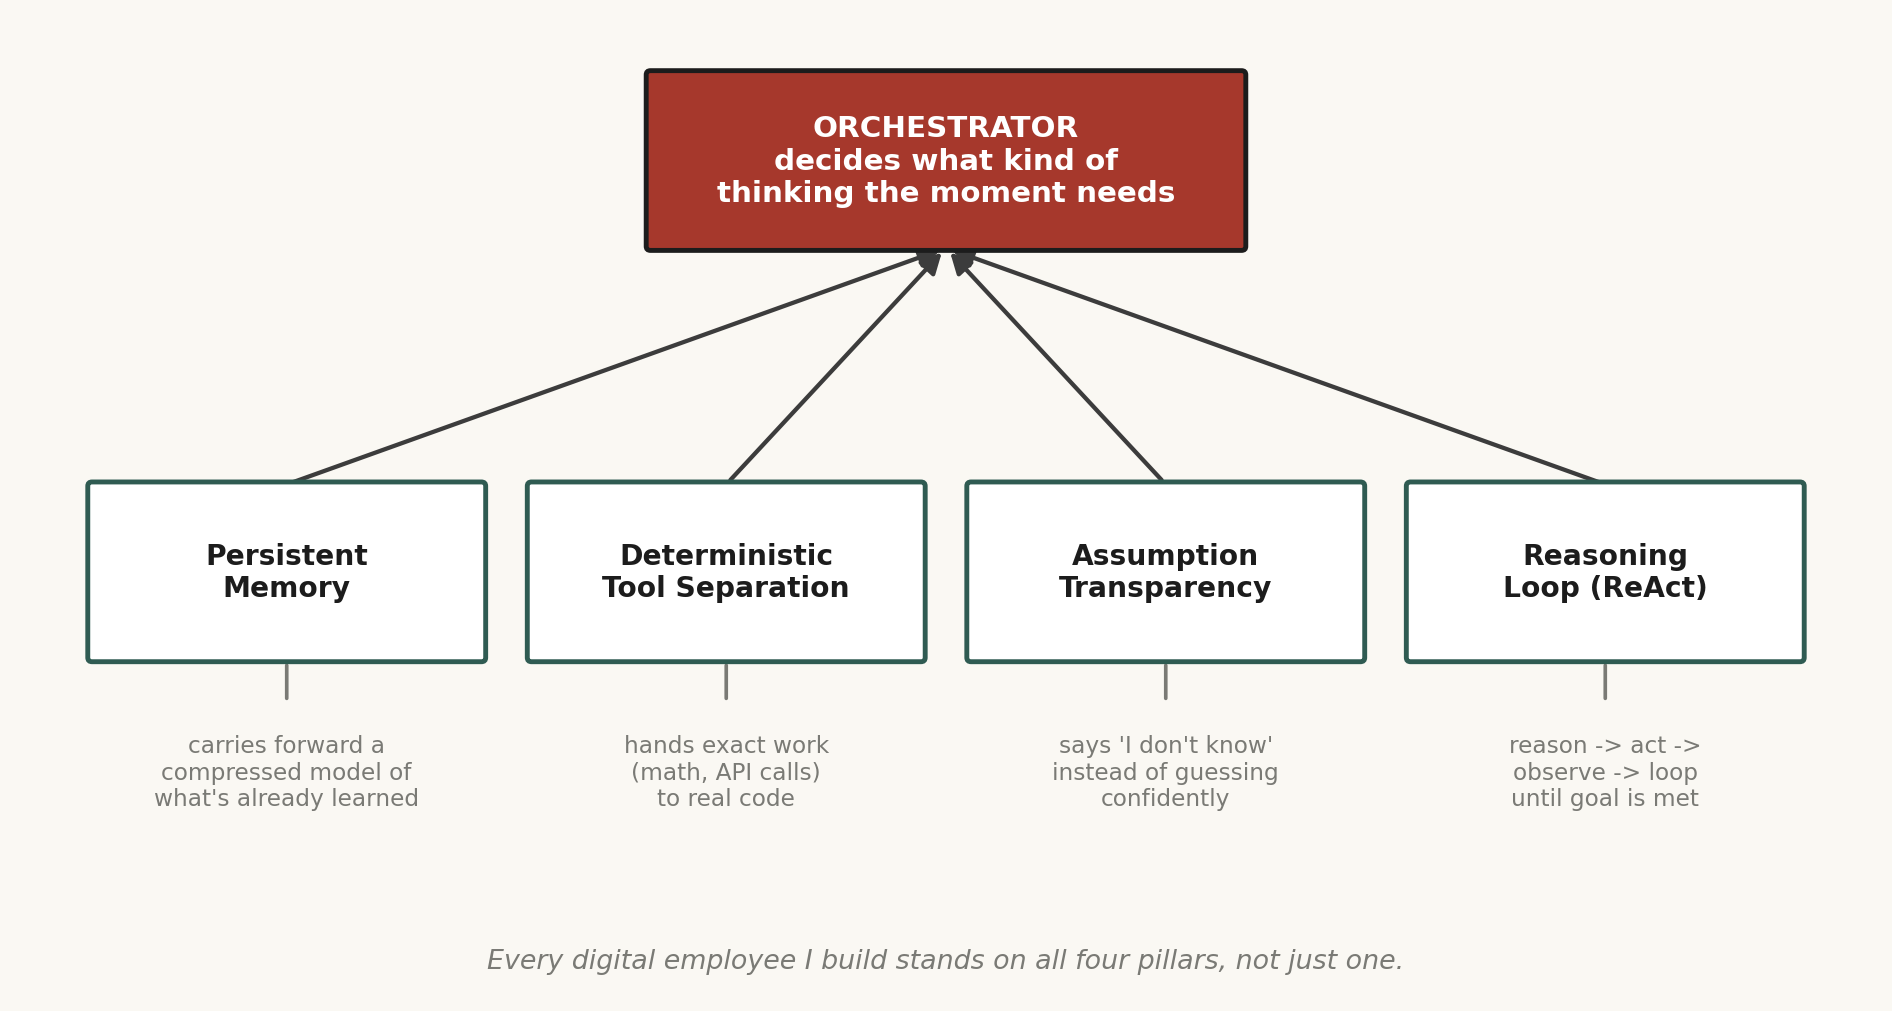 ORCHESTRATOR
decides what kind of
thinking the moment needs
Persistent
Memory
Deterministic
Tool Separation
Assumption
Transparency
Reasoning
Loop (ReAct)
carries forward a
compressed model of
what's already learned
hands exact work
(math, API calls)
to real code
says 'I don't know'
instead of guessing
confidently
reason -> act ->
observe -> loop
until goal is met
Every digital employee I build stands on all four pillars, not just one.